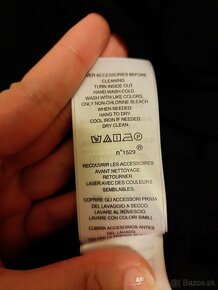 VER ACCESSORIES BEFORE
CLEANING
TURN INSIDE OUT
HAND WASH COLD
WASH WITH LIKE COLORS.
ONLY NON-CHLORINE BLEACH
WHEN NEEDED.
HANG TO DRY.
COOL IRON IF NEEDED.
DRY CLEAN.
n°1529
RECOUVRIR LES ACCESSOIRES
AVANT NETTOYAGE.
RETOURNER.
LAVER AVEC DES COULEURS
SEMBLABLES.
COPRIRE GLI ACCESSORI PRIMA
DEL LAVAGGIO A SECCO
LAVARE AL ROVESCIO.
LAVARE CON COLORI SIMILI.
CUBRIR ACCESORIOS ANTES
DEL LAVADO.
Bazos.sk